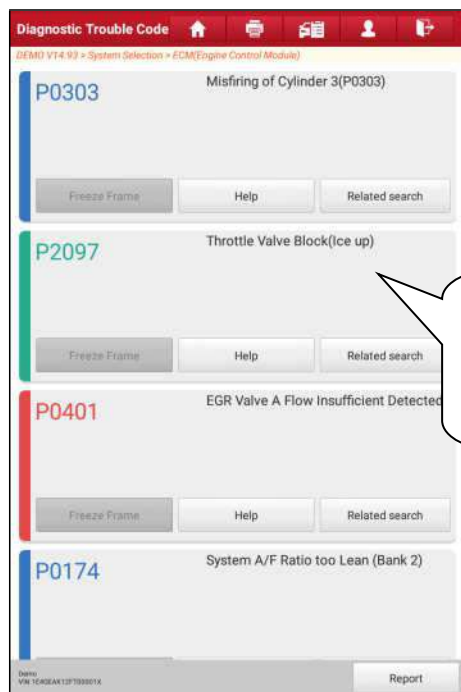 Diagnostic Trouble Code
DEMO V14.93 > System Selection > ECM(Engine Control Module)
P0303
Misfiring of Cylinder 3(P0303)
Freeze Frame
Help
Related search
P2097
Throttle Valve Block(Ice up)
Freeze Frame
Help
Related search
P0401
EGR Valve A Flow Insufficient Detected
Freeze Frame
Help
Related search
P0174
System A/F Ratio too Lean (Bank 2)
Demo
VIN
Report